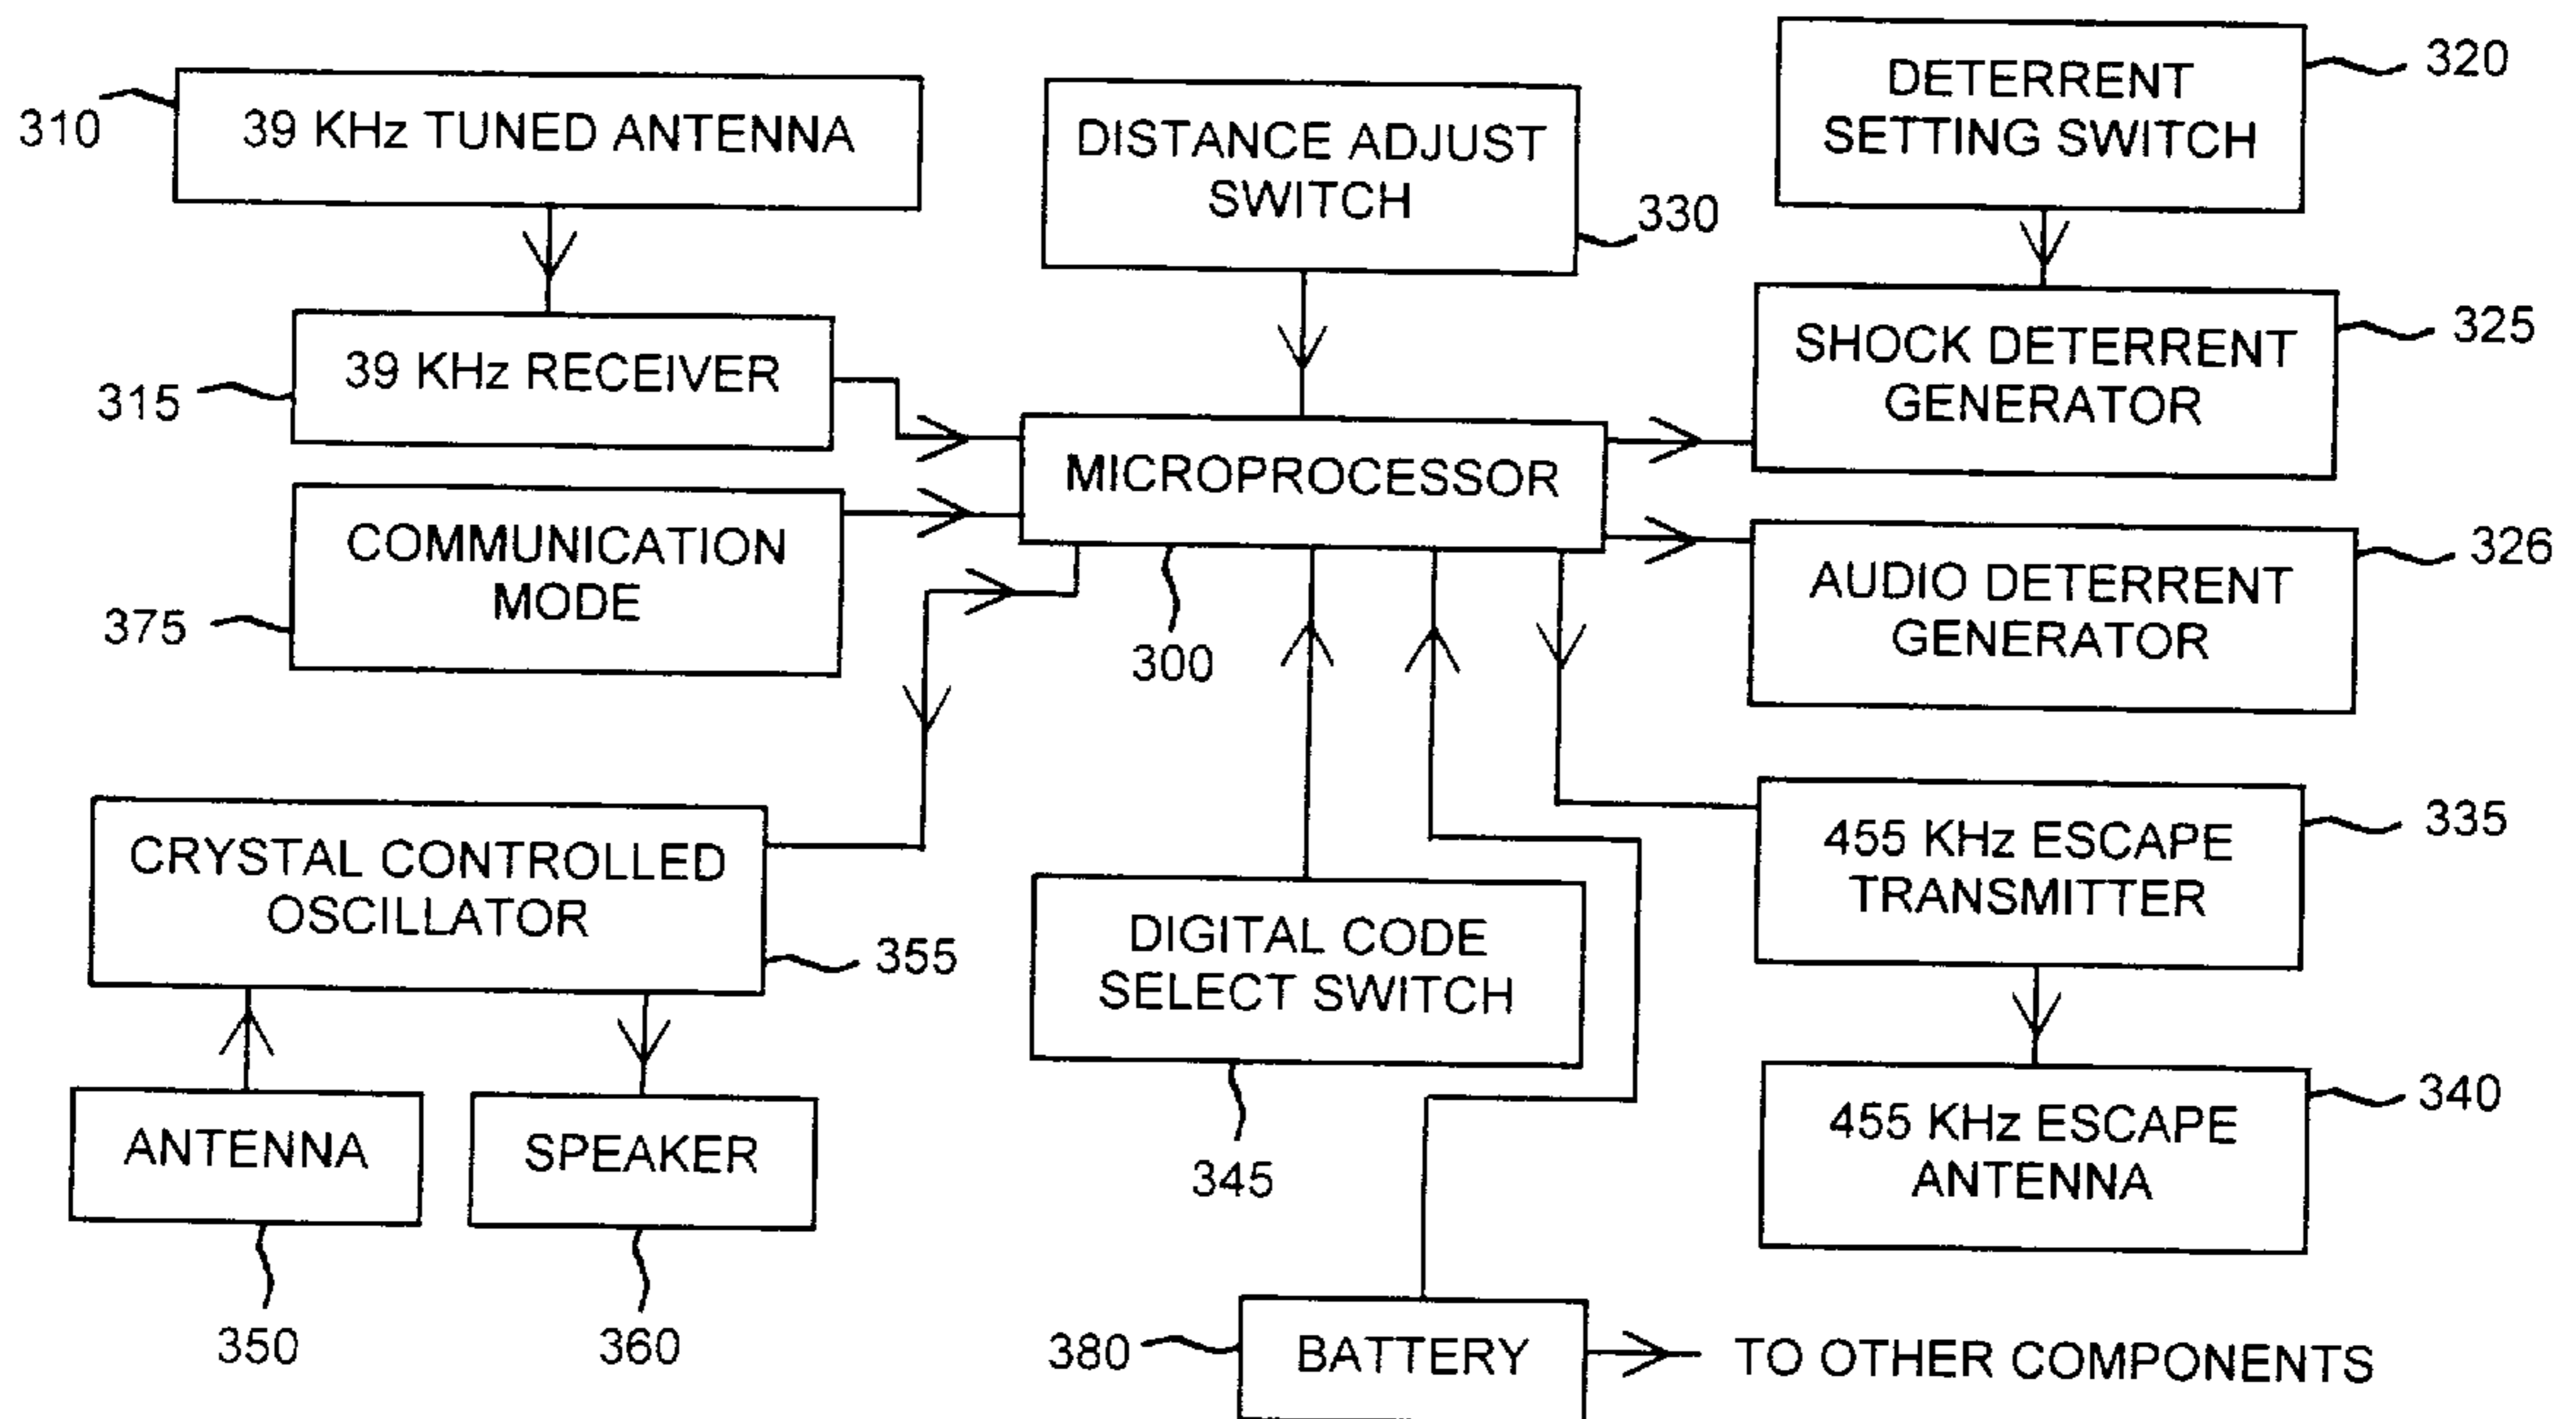 310
39 KHz TUNED ANTENNA
DISTANCE ADJUST
SWITCH
330
DETERRENT
SETTING SWITCH
320
315
39 KHz RECEIVER
SHOCK DETERRENT
GENERATOR
325
COMMUNICATION
MODE
375
MICROPROCESSOR
300
AUDIO DETERRENT
GENERATOR
326
CRYSTAL CONTROLLED
OSCILLATOR
355
DIGITAL CODE
SELECT SWITCH
345
455 KHz ESCAPE
TRANSMITTER
335
ANTENNA
350
SPEAKER
360
455 KHz ESCAPE
ANTENNA
340
380
BATTERY
TO OTHER COMPONENTS